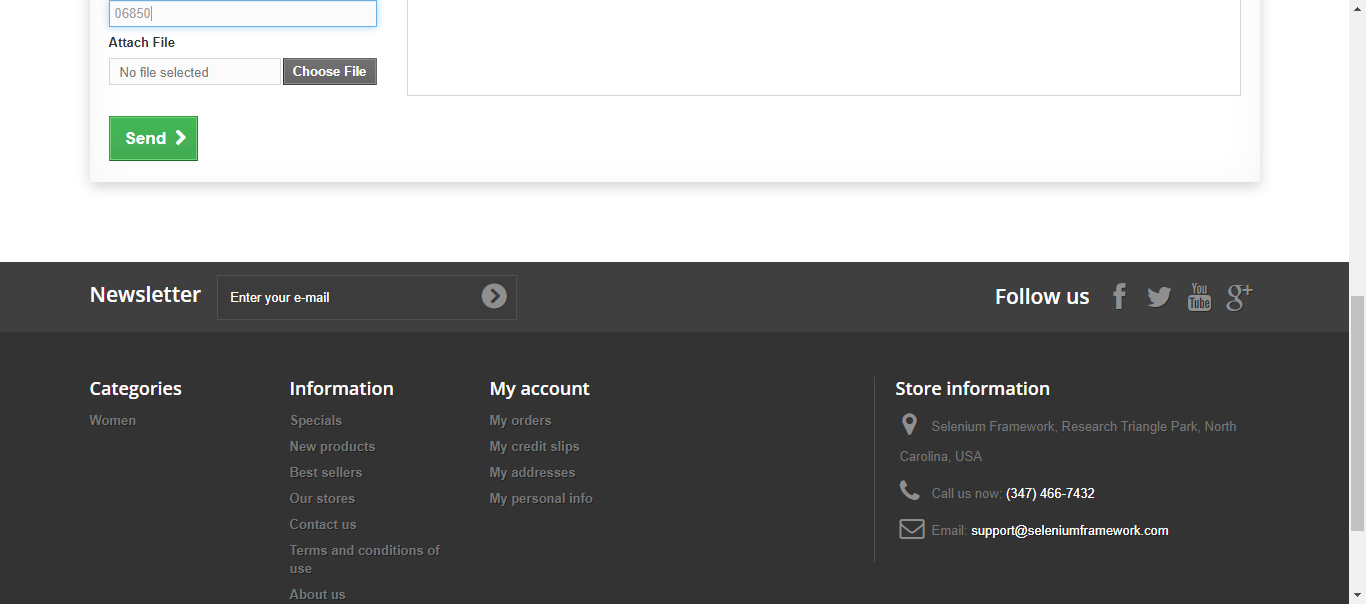 06850
Attach File
No file selected Choose File
Send
Newsletter Enter your e-mail Follow us You Tube g+
Categories Information My account Store information
Women Specials My orders Selenium Framework, Research Triangle Park, North
New products My credit slips Carolina, USA
Best sellers My addresses
Our stores My personal info Call us now: (347) 466-7432
Contact us Email: support@seleniumframework.com
Terms and conditions of
use
About us